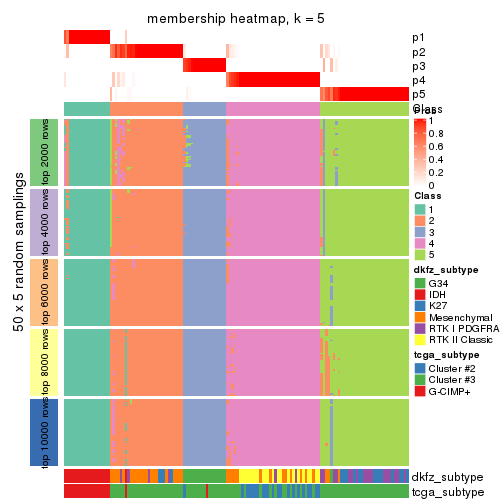 membership heatmap, k = 5
p1
p2
p3
p4
p5
Class
Prob
1
0.8
0.6
0.4
0.2
0
Class
1
2
3
4
5
dkfz_subtype
G34
IDH
K27
Mesenchymal
RTK I PDGFRA
RTK II Classic
tcga_subtype
Cluster #2
Cluster #3
G-CIMP+
50 x 5 random samplings
top 2000 rows
top 4000 rows
top 6000 rows
top 8000 rows
top 10000 rows
dkfz_subtype
tcga_subtype